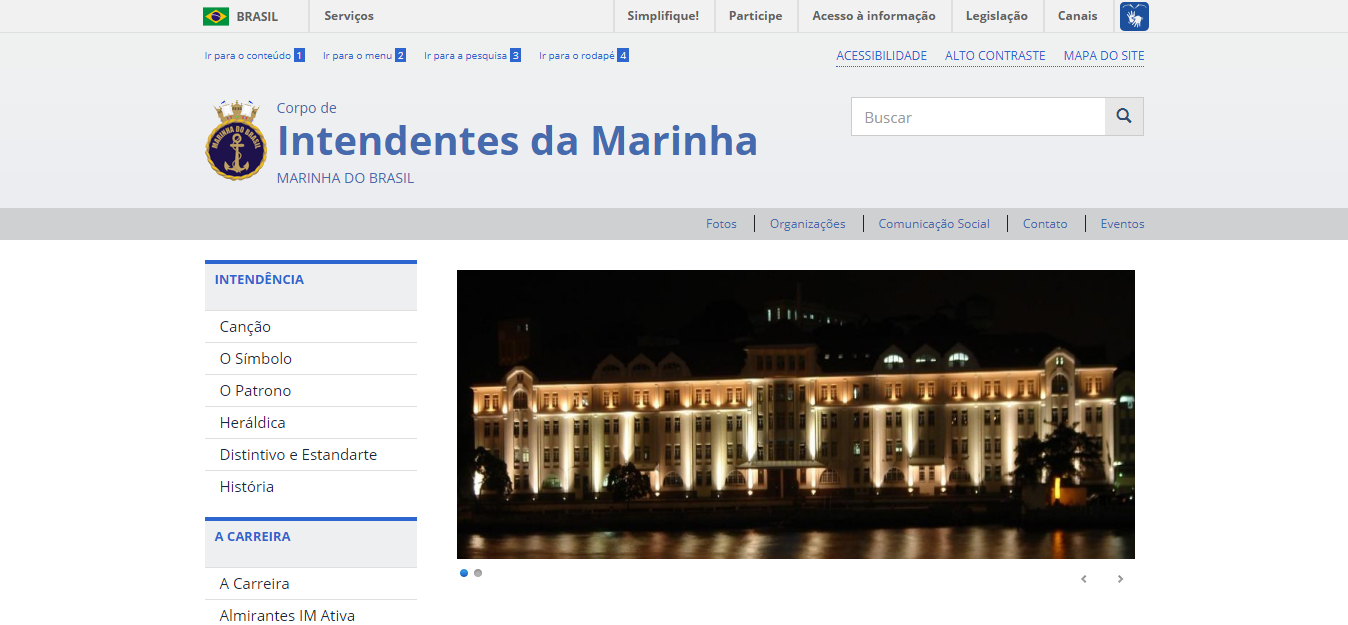 BRASIL Serviços Simplifique! Participe Acesso à informação Legislação Canais
Ir para o conteúdo 1 Ir para o menu 2 Ir para a pesquisa 3 Ir para o rodapé 4 ACESSIBILIDADE ALTO CONTRASTE MAPA DO SITE
Corpo de
Intendentes da Marinha
MARINHA DO BRASIL
MARINHA DO BRASIL
Buscar
Fotos Organizações Comunicação Social Contato Eventos
INTENDÊNCIA
Canção
O Símbolo
O Patrono
Heráldica
Distintivo e Estandarte
História
A CARREIRA
A Carreira
Almirantes IM Ativa